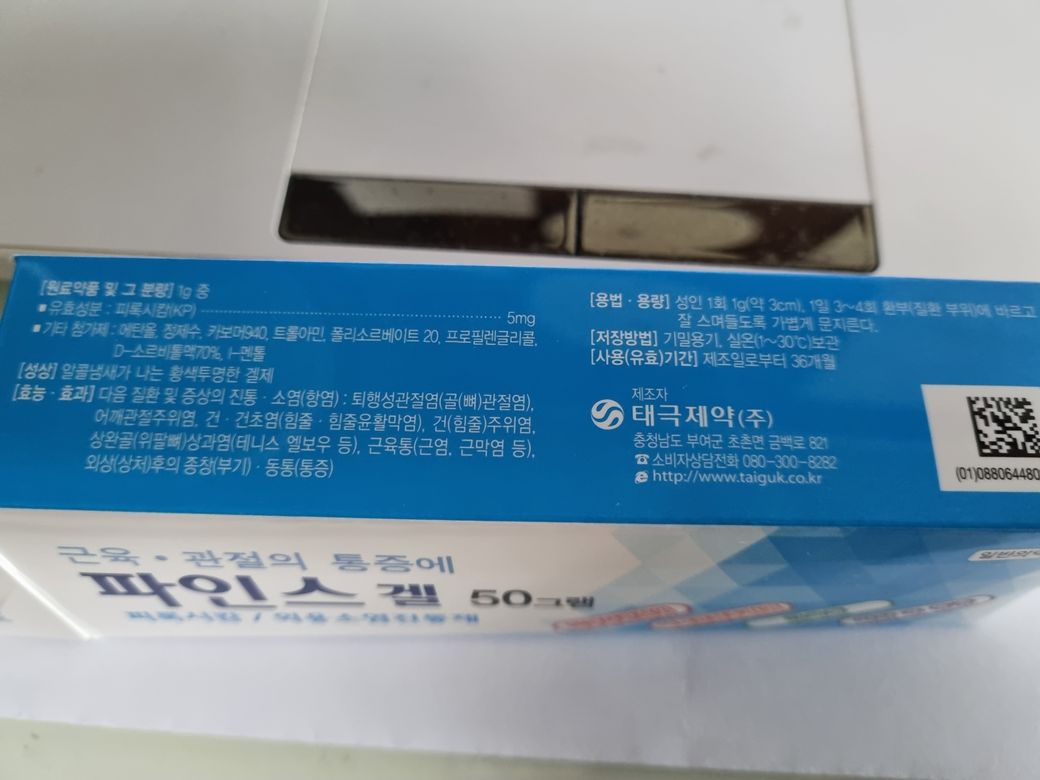 [원료약품 및 그 분량] 1g 중
■ 유효성분 : 피록시캄(KP) 5mg
■ 기타 첨가제 : 에탄올, 정제수, 카보머940, 트롤아민, 폴리소르베이트 20, 프로필렌글리콜,
D-소르비톨액70%, l-멘톨
[성상] 알콜냄새가 나는 황색투명한 겔제
[효능 · 효과] 다음 질환 및 증상의 진통 · 소염(항염) : 퇴행성관절염(골(뼈)관절염),
어깨관절주위염, 건 · 건초염(힘줄 · 힘줄윤활막염), 건(힘줄)주위염,
상완골(위팔뼈)상과염(테니스 엘보우 등), 근육통(근염, 근막염 등),
외상(상처)후의 종창(부기) · 동통(통증)
[용법 · 용량] 성인 1회 1g(약 3cm), 1일 3~4회 환부(질환 부위)에 바르고
잘 스며들도록 가볍게 문지른다.
[저장방법] 기밀용기, 실온(1~30℃)보관
[사용(유효)기간] 제조일로부터 36개월
제조자
태극제약(주)
충청남도 부여군 초촌면 금백로 821
☎ 소비자상담전화 080-300-8282
http://www.taiguk.co.kr
(01)088064480
근육 · 관절의 통증에
파인스겔 50그램
피록시캄 / 외용소염진통제